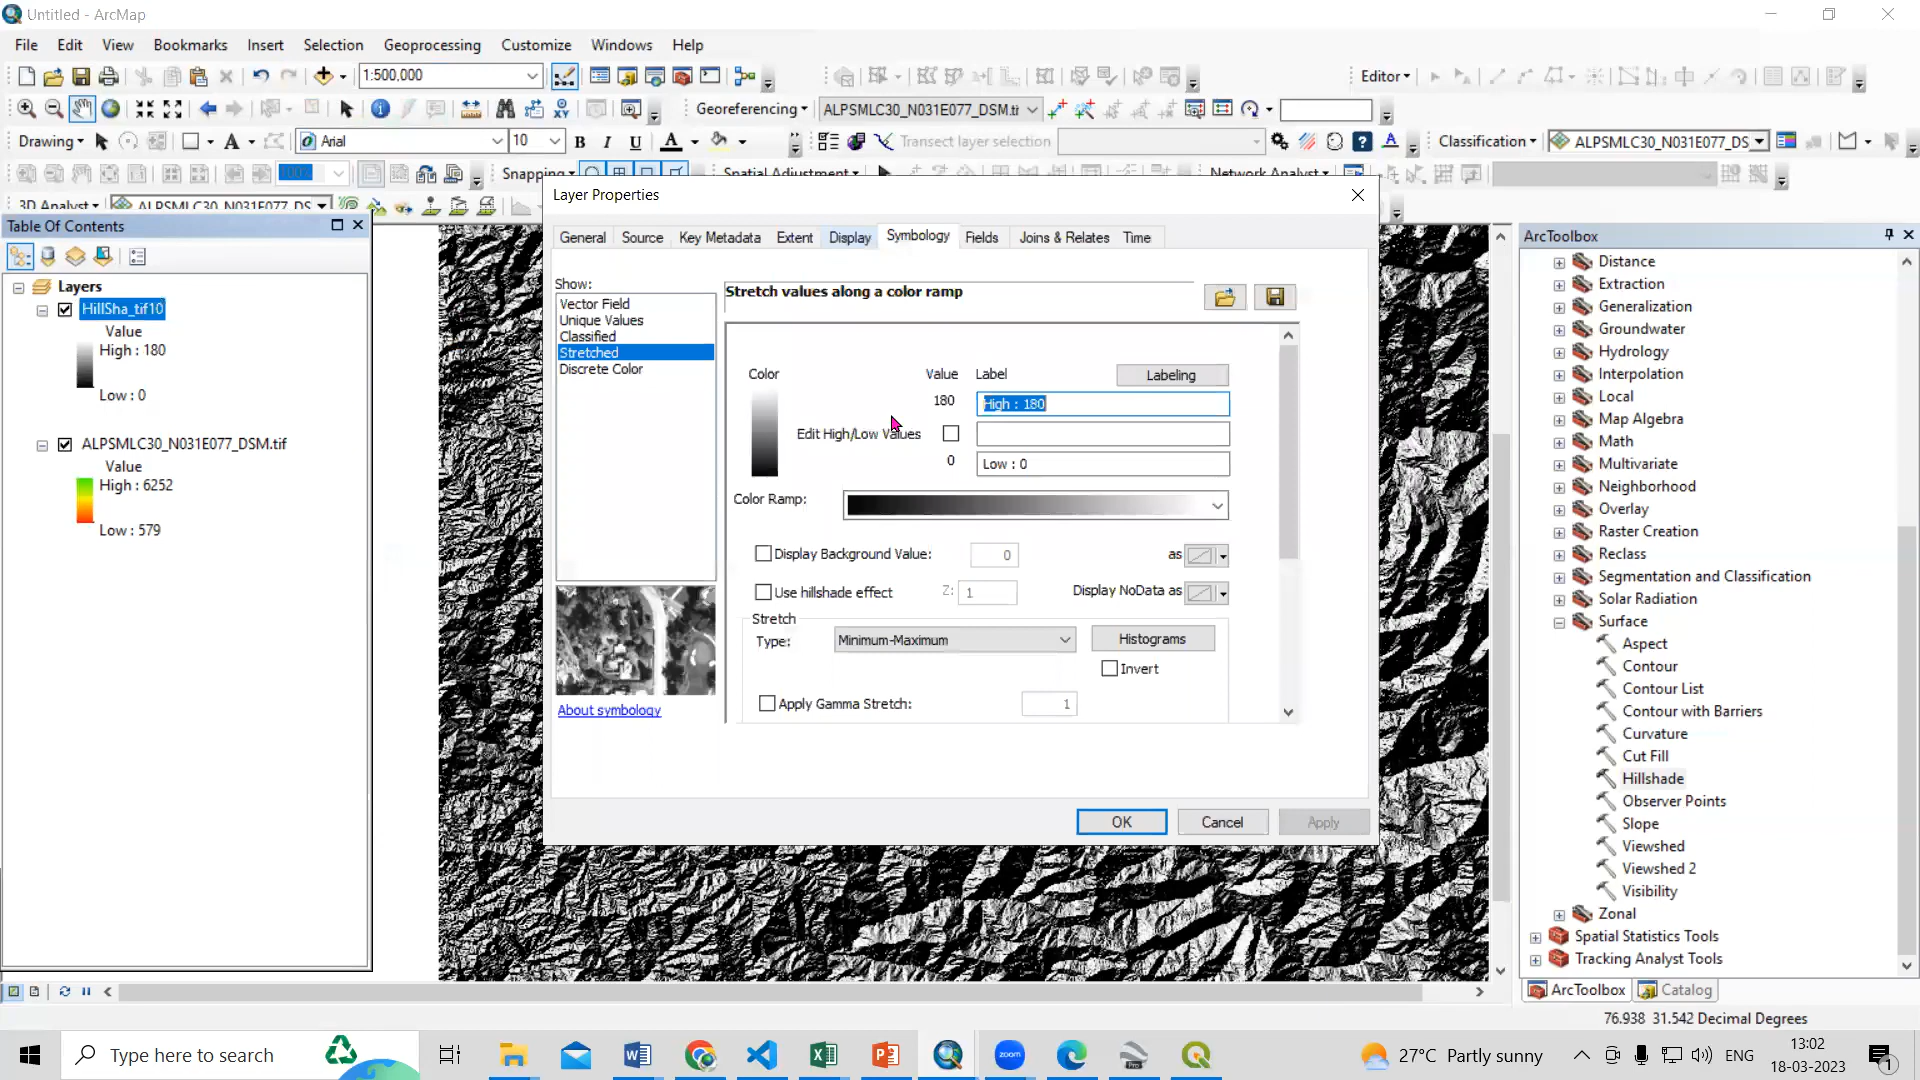 Untitled - ArcMap
File Edit View Bookmarks Insert Selection Geoprocessing Customize Windows Help
1:500,000
Editor
Georeferencing ALPSMLC30_N031E077_DSM.ti
Drawing Arial 10 B I U A
Transect layer selection
Classification ALPSMLC30_N031E077_DS
100%
Snapping Spatial Adjustment Network Analyst
3D Analyst ALPSMLC30_N031E077_DS
Table Of Contents
Layers
HillSha_tif10
Value
High : 180
Low : 0
ALPSMLC30_N031E077_DSM.tif
Value
High : 6252
Low : 579
Layer Properties
General Source Key Metadata Extent Display Symbology Fields Joins & Relates Time
Show:
Vector Field
Unique Values
Classified
Stretched
Discrete Color
About symbology
Stretch values along a color ramp
Color Value Label Labeling
180 High : 180
Edit High/Low Values
0 Low : 0
Color Ramp:
Display Background Value: 0 as
Use hillshade effect Z: 1 Display NoData as
Stretch
Type: Minimum-Maximum Histograms
Invert
Apply Gamma Stretch: 1
OK Cancel Apply
ArcToolbox
Distance
Extraction
Generalization
Groundwater
Hydrology
Interpolation
Local
Map Algebra
Math
Multivariate
Neighborhood
Overlay
Raster Creation
Reclass
Segmentation and Classification
Solar Radiation
Surface
Aspect
Contour
Contour List
Contour with Barriers
Curvature
Cut Fill
Hillshade
Observer Points
Slope
Viewshed
Viewshed 2
Visibility
Zonal
Spatial Statistics Tools
Tracking Analyst Tools
ArcToolbox Catalog
76.938 31.542 Decimal Degrees
Type here to search
zoom
Pro
27°C Partly sunny
ENG
13:02
18-03-2023
1